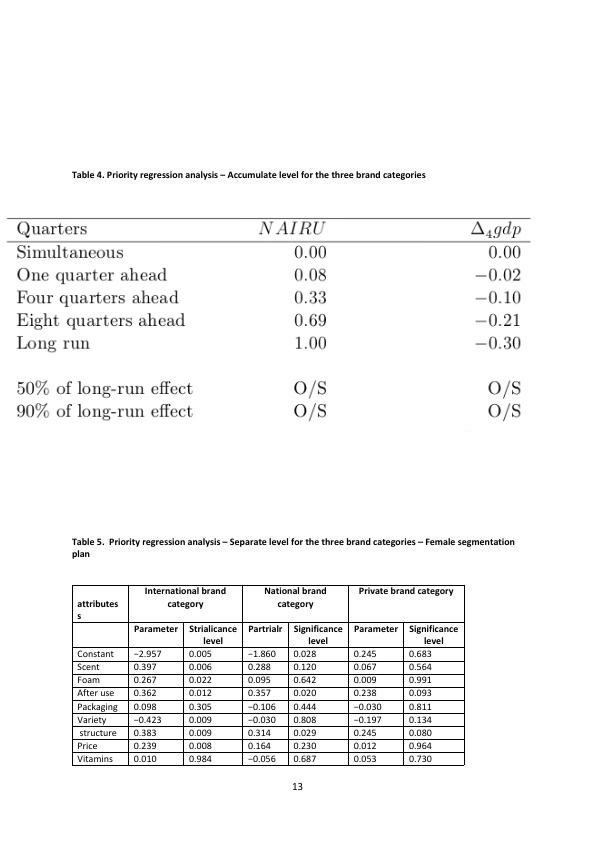 Table 4. Priority regression analysis – Accumulate level for the three brand categories
Quarters NAIRU Δ4gdp
Simultaneous 0.00 0.00
One quarter ahead 0.08 −0.02
Four quarters ahead 0.33 −0.10
Eight quarters ahead 0.69 −0.21
Long run 1.00 −0.30
50% of long-run effect O/S O/S
90% of long-run effect O/S O/S
Table 5. Priority regression analysis – Separate level for the three brand categories – Female segmentation
plan
International brand National brand Private brand category
attributes category category
s
Parameter Strialicance Partrialr Significance Parameter Significance
level level level
Constant −2.957 0.005 −1.860 0.028 0.245 0.683
Scent 0.397 0.006 0.288 0.120 0.067 0.564
Foam 0.267 0.022 0.095 0.642 0.009 0.991
After use 0.362 0.012 0.357 0.020 0.238 0.093
Packaging 0.098 0.305 −0.106 0.444 −0.030 0.811
Variety −0.423 0.009 −0.030 0.808 −0.197 0.134
structure 0.383 0.009 0.314 0.029 0.245 0.080
Price 0.239 0.008 0.164 0.230 0.012 0.964
Vitamins 0.010 0.984 −0.056 0.687 0.053 0.730
13